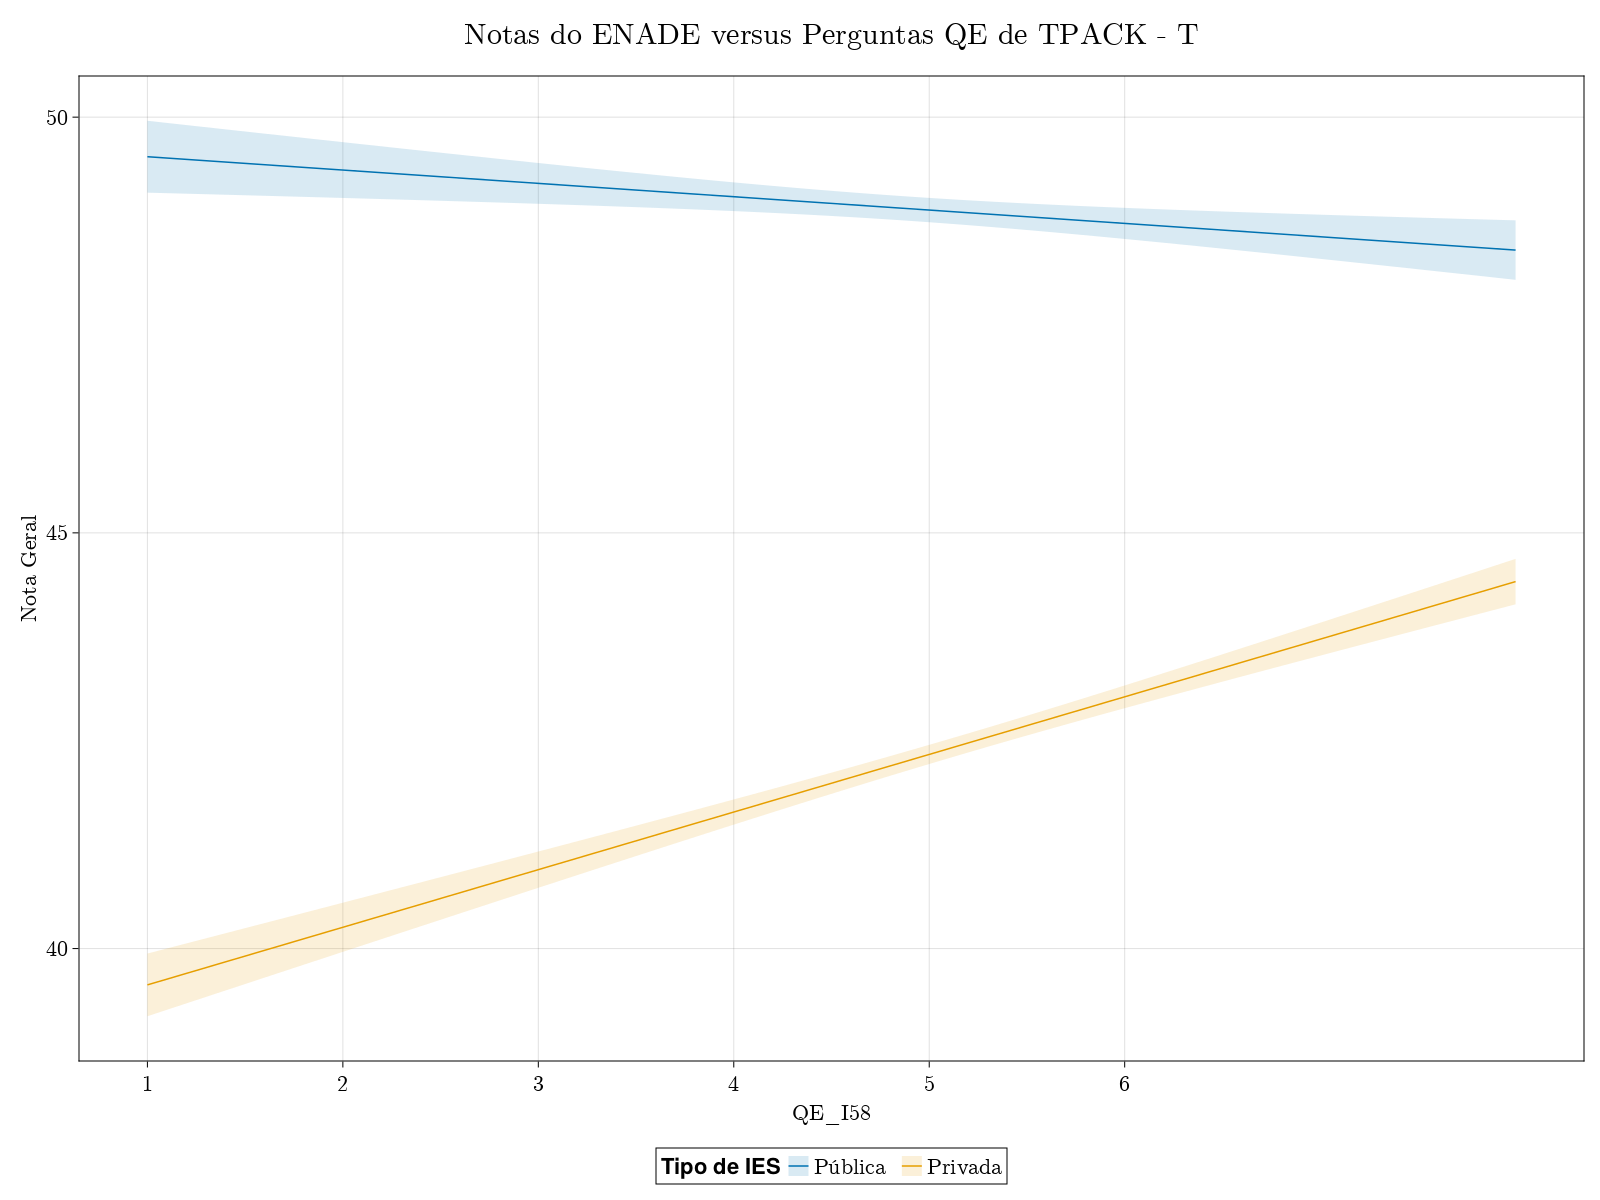 Notas do ENADE versus Perguntas QE de TPACK - T
50
45
40
Nota Geral
1 2 3 4 5 6
QE_I58
Tipo de IES Pública Privada